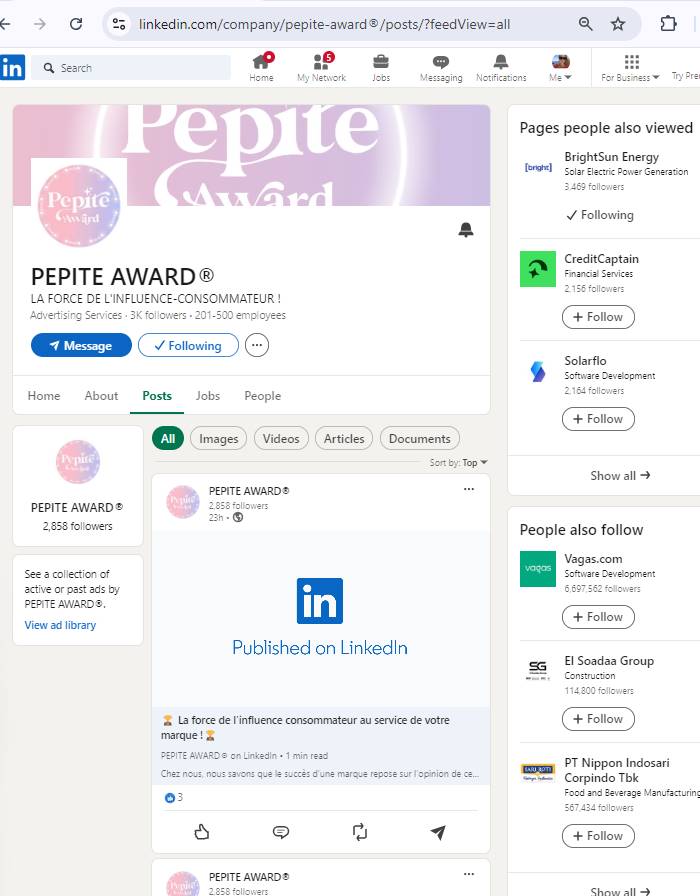 linkedin.com/company/pepite-award®/posts/?feedView=all
in
Search
Home
5
My Network
Jobs
Messaging
Notifications
Me
For Business
Try Pre
Pepite
Award
Pepite
Award
PEPITE AWARD®
LA FORCE DE L'INFLUENCE-CONSOMMATEUR !
Advertising Services · 3K followers · 201-500 employees
Message
Following
Home
About
Posts
Jobs
People
Pepite
PEPITE AWARD®
2,858 followers
See a collection of
active or past ads by
PEPITE AWARD®.
View ad library
All
Images
Videos
Articles
Documents
Sort by: Top
Pepite
PEPITE AWARD®
2,858 followers
23h •
in
Published on LinkedIn
🏆 La force de l'influence consommateur au service de votre
marque !🏆
PEPITE AWARD® on LinkedIn • 1 min read
Chez nous, nous savons que le succès d'une marque repose sur l'opinion de ce...
3
Pepite
PEPITE AWARD®
2,858 followers
Pages people also viewed
[bright]
BrightSun Energy
Solar Electric Power Generation
3,469 followers
Following
CreditCaptain
Financial Services
2,156 followers
+ Follow
Solarflo
Software Development
2,164 followers
+ Follow
Show all →
People also follow
vagas
Vagas.com
Software Development
6,697,562 followers
+ Follow
SG
El Soadaa Group
Construction
114,800 followers
+ Follow
SARI ROTI
PT Nippon Indosari
Corpindo Tbk
Food and Beverage Manufacturing
567,434 followers
+ Follow
Show all →